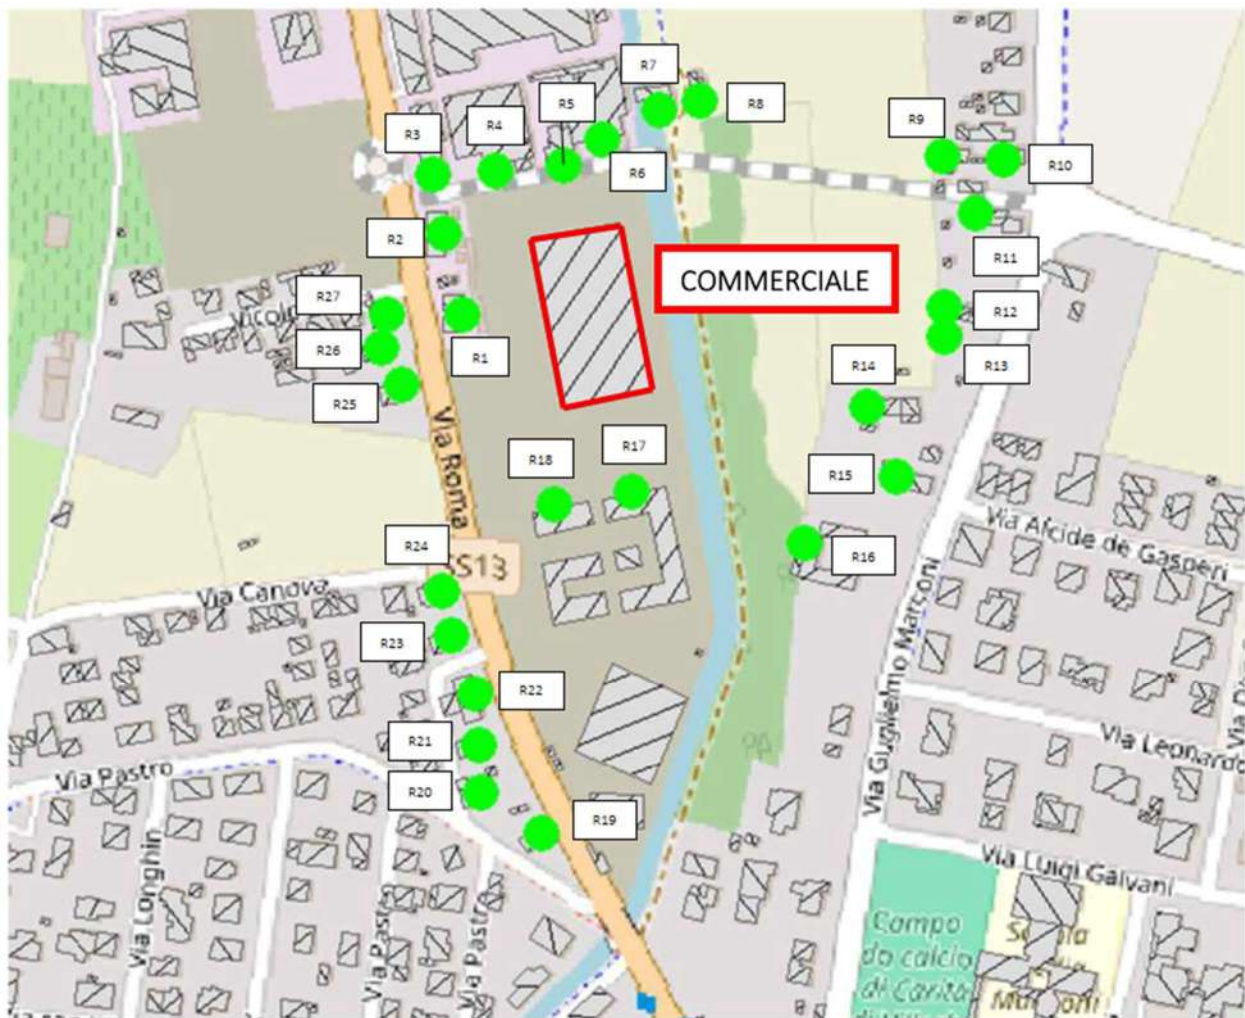 R7
R5
R8
R3
R4
R9
R6
R10
R2
R11
COMMERCIALE
R27
R12
R26
R1
R13
R14
R25
Via Roma
R17
R18
R15
Via Alcide de Gasperi
R24
R16
SS13
Via Canova
R23
Via Guglielmo Marconi
R22
Via Leonardo
R21
Via Pastro
R20
R19
Via Luigi Galvani
Via Longhin
Via Pastro
Via Pastro
Campo
do calcio
di Carità